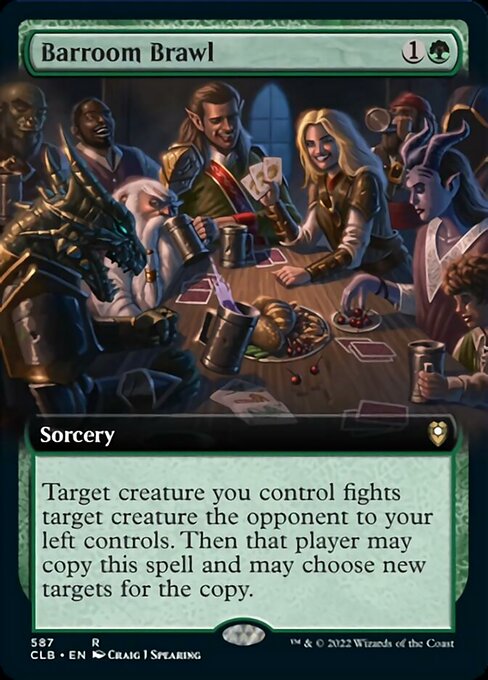 Barroom Brawl 1
Sorcery
Target creature you control fights
target creature the opponent to your
left controls. Then that player may
copy this spell and may choose new
targets for the copy.
587 R
CLB • EN Craig J Spearing
™ & © 2022 Wizards of the Coast